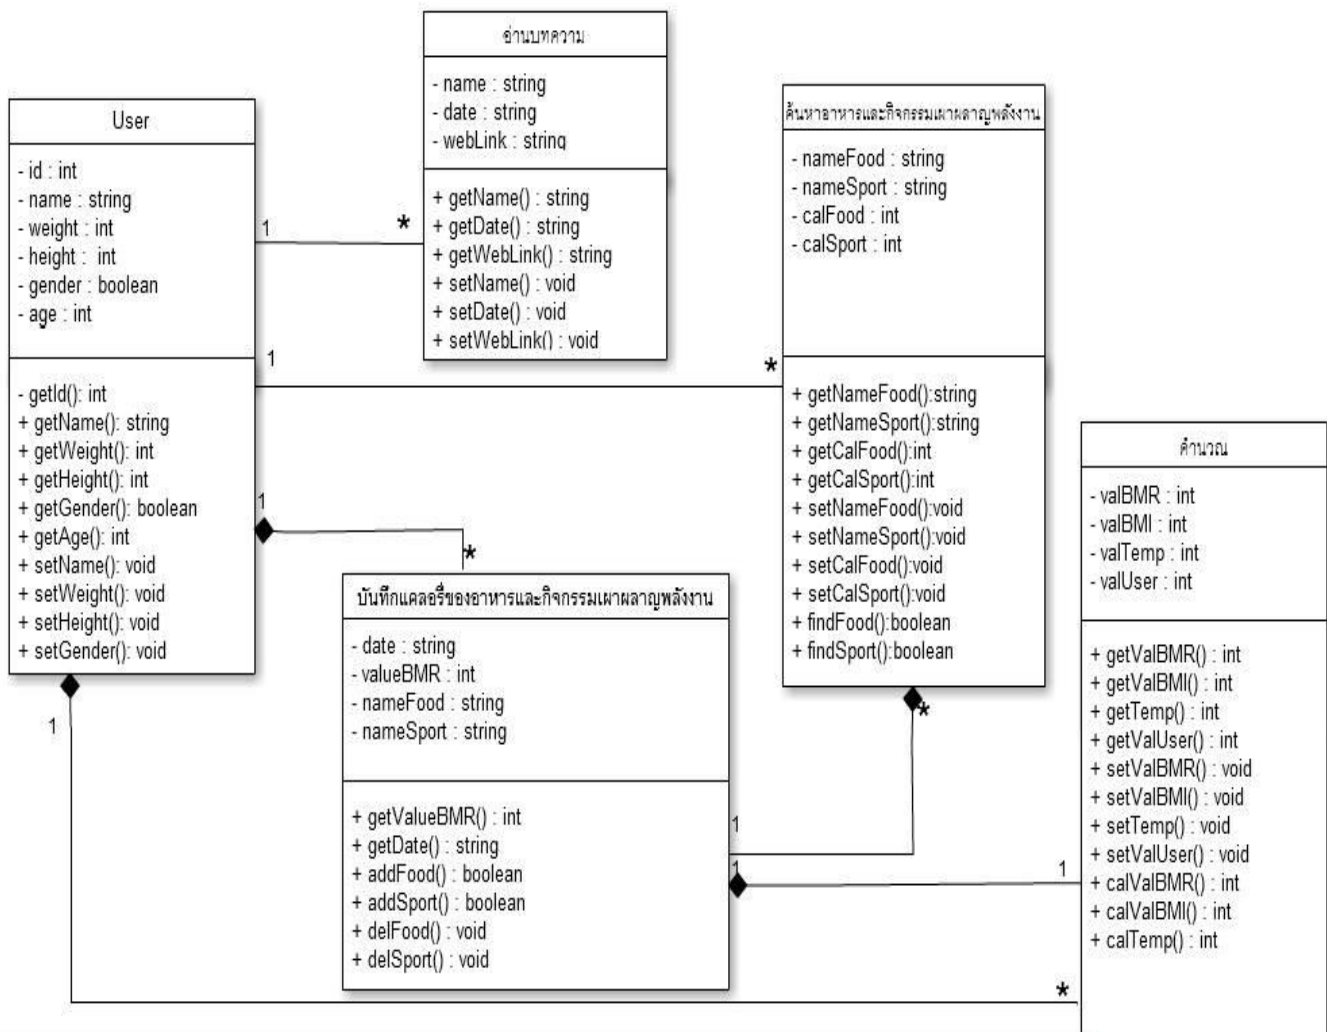 อ่านบทความ
- name : string
- date : string
- webLink : string
+ getName() : string
+ getDate() : string
+ getWebLink() : string
+ setName() : void
+ setDate() : void
+ setWebLink() : void
User
- id : int
- name : string
- weight : int
- height : int
- gender : boolean
- age : int
- getId(): int
+ getName(): string
+ getWeight(): int
+ getHeight(): int
+ getGender(): boolean
+ getAge(): int
+ setName(): void
+ setWeight(): void
+ setHeight(): void
+ setGender(): void
1
*
1
*
1
*
1
*
ค้นหาอาหารและกิจกรรมเผาผลาญพลังงาน
- nameFood : string
- nameSport : string
- calFood : int
- calSport : int
+ getNameFood():string
+ getNameSport():string
+ getCalFood():int
+ getCalSport():int
+ setNameFood():void
+ setNameSport():void
+ setCalFood():void
+ setCalSport():void
+ findFood():boolean
+ findSport():boolean
บันทึกแคลอรี่ของอาหารและกิจกรรมเผาผลาญพลังงาน
- date : string
- valueBMR : int
- nameFood : string
- nameSport : string
+ getValueBMR() : int
+ getDate() : string
+ addFood() : boolean
+ addSport() : boolean
+ delFood() : void
+ delSport() : void
1
*
1
1
คำนวณ
- valBMR : int
- valBMI : int
- valTemp : int
- valUser : int
+ getValBMR() : int
+ getValBMI() : int
+ getTemp() : int
+ getValUser() : int
+ setValBMR() : void
+ setValBMI() : void
+ setTemp() : void
+ setValUser() : void
+ calValBMR() : int
+ calValBMI() : int
+ calTemp() : int